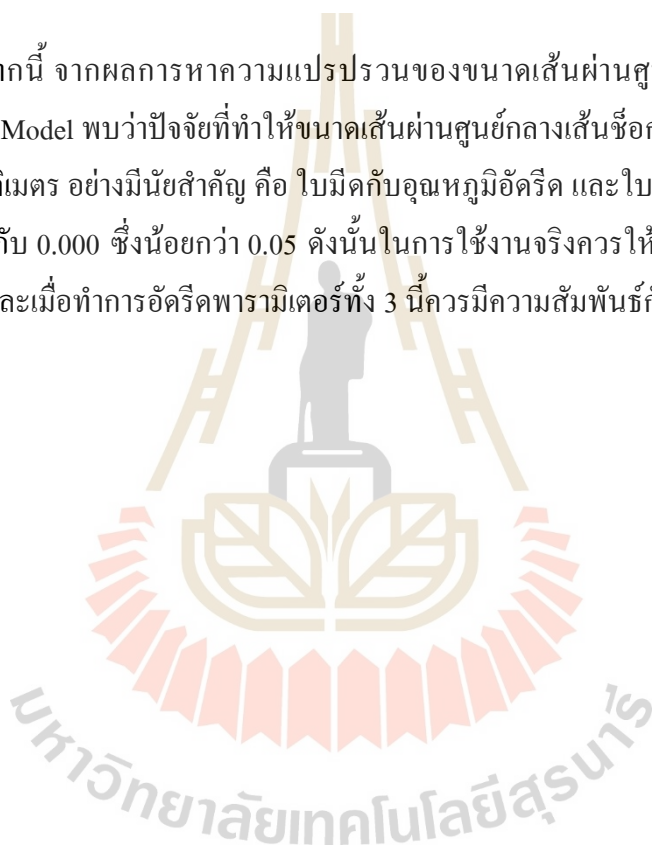 ากนี้ จากผลการหาความแปรปรวนของขนาดเส้นผ่านศู
Model พบว่าปัจจัยที่ทำให้ขนาดเส้นผ่านศูนย์กลางเส้นช็อก
ติเมตร อย่างมีนัยสำคัญ คือ ใบมีดกับอุณหภูมิอัดรีด และใบ
กับ 0.000 ซึ่งน้อยกว่า 0.05 ดังนั้นในการใช้งานจริงควรให้
ละเมื่อทำการอัดรีดพารามิเตอร์ทั้ง 3 นี้ควรมีความสัมพันธ์กั
มหาวิทยาลัยเทคโนโลยีสุรนารี